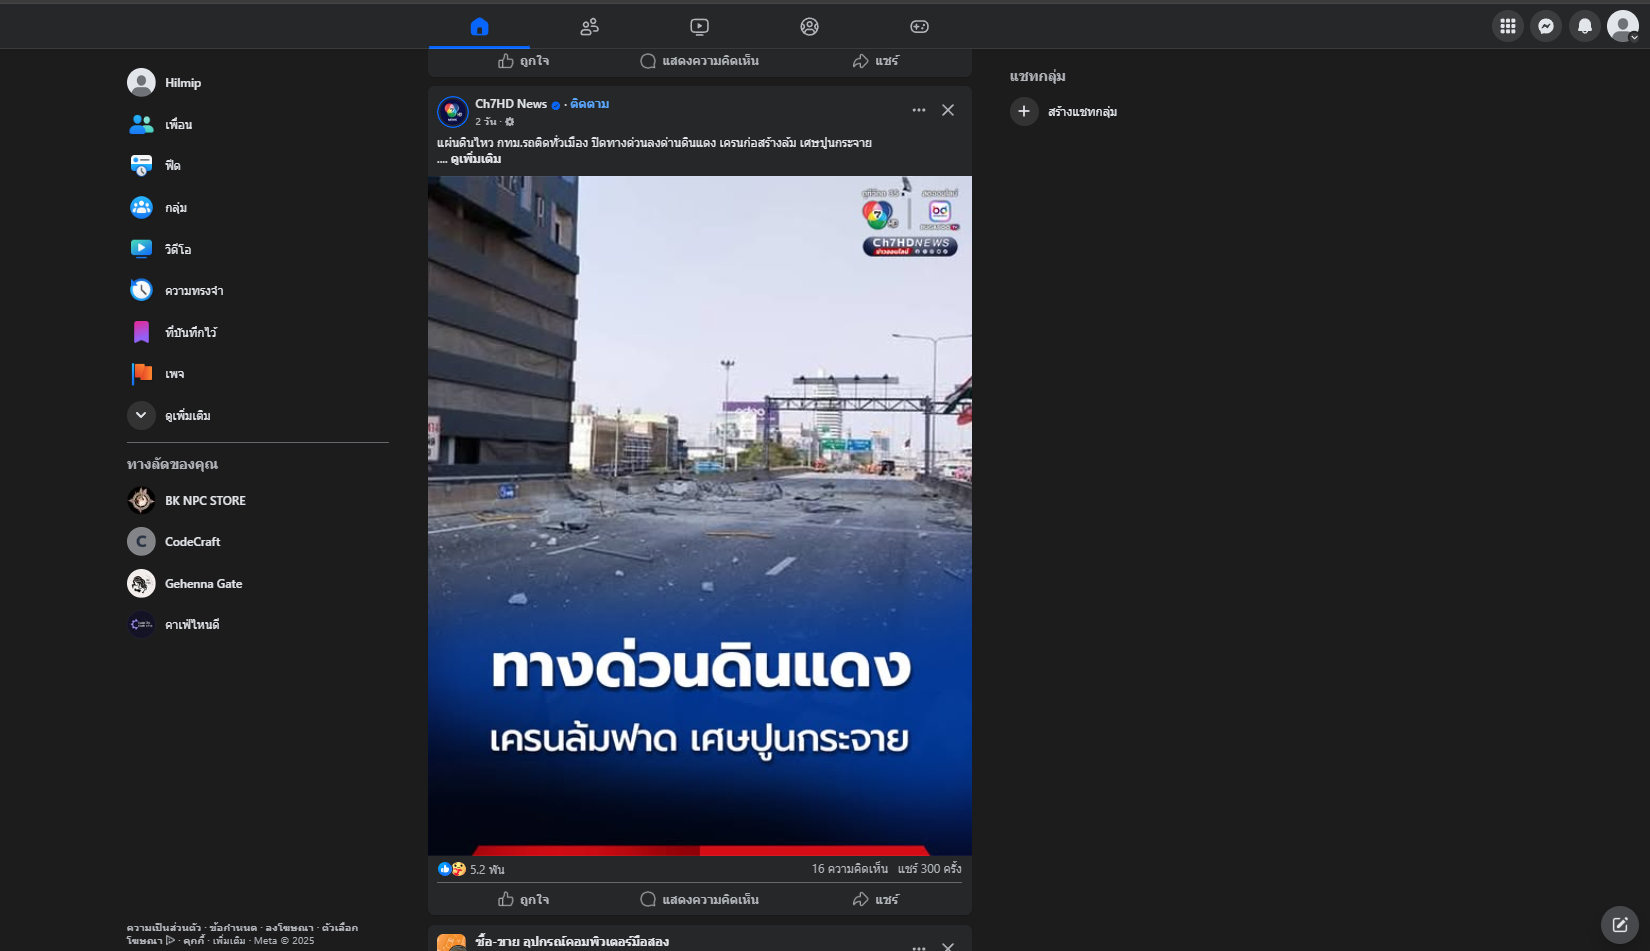 ถูกใจ
แสดงความคิดเห็น
แชร์
Hilmip
เพื่อน
ฟีด
กลุ่ม
วิดีโอ
ความทรงจำ
ที่บันทึกไว้
เพจ
ดูเพิ่มเติม
ทางลัดของคุณ
BK NPC STORE
C
CodeCraft
Gehenna Gate
คาเฟ่ไหนดี
ความเป็นส่วนตัว · ข้อกำหนด · ลงโฆษณา · ตัวเลือก
โฆษณา · คุกกี้ · เพิ่มเติม · Meta © 2025
Ch7HD News · ติดตาม
2 วัน ·
แผ่นดินไหว กทม.รถติดทั่วเมือง ปิดทางด่วนลงด่านดินแดง เครนก่อสร้างล้ม เศษปูนกระจาย
.... ดูเพิ่มเติม
7
Ch7HDNEWS
ข่าวออนไลน์
ทางด่วนดินแดง
เครนล้มฟาด เศษปูนกระจาย
5.2 พัน
16 ความคิดเห็น แชร์ 300 ครั้ง
ถูกใจ
แสดงความคิดเห็น
แชร์
ซื้อ-ขาย อุปกรณ์คอมพิวเตอร์มือสอง
แชทกลุ่ม
สร้างแชทกลุ่ม